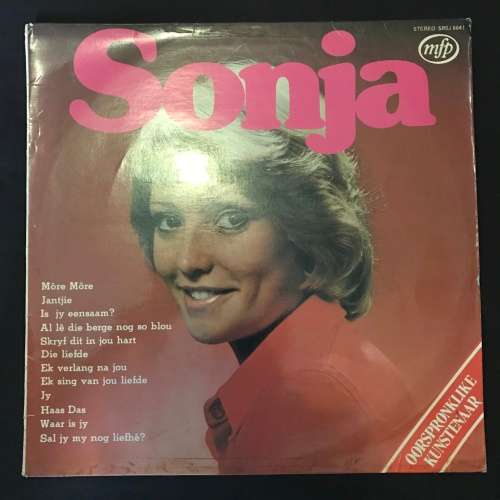 STEREO SRSJ 8041
mfp
Sonja
Môre Môre
Jantjie
Is jy eensaam?
Al lê die berge nog so blou
Skryf dit in jou hart
Die liefde
Ek verlang na jou
Ek sing van jou liefde
Jy
Haas Das
Waar is jy
Sal jy my nog liefhê?
OORSPRONKLIKE
KUNSTENAAR